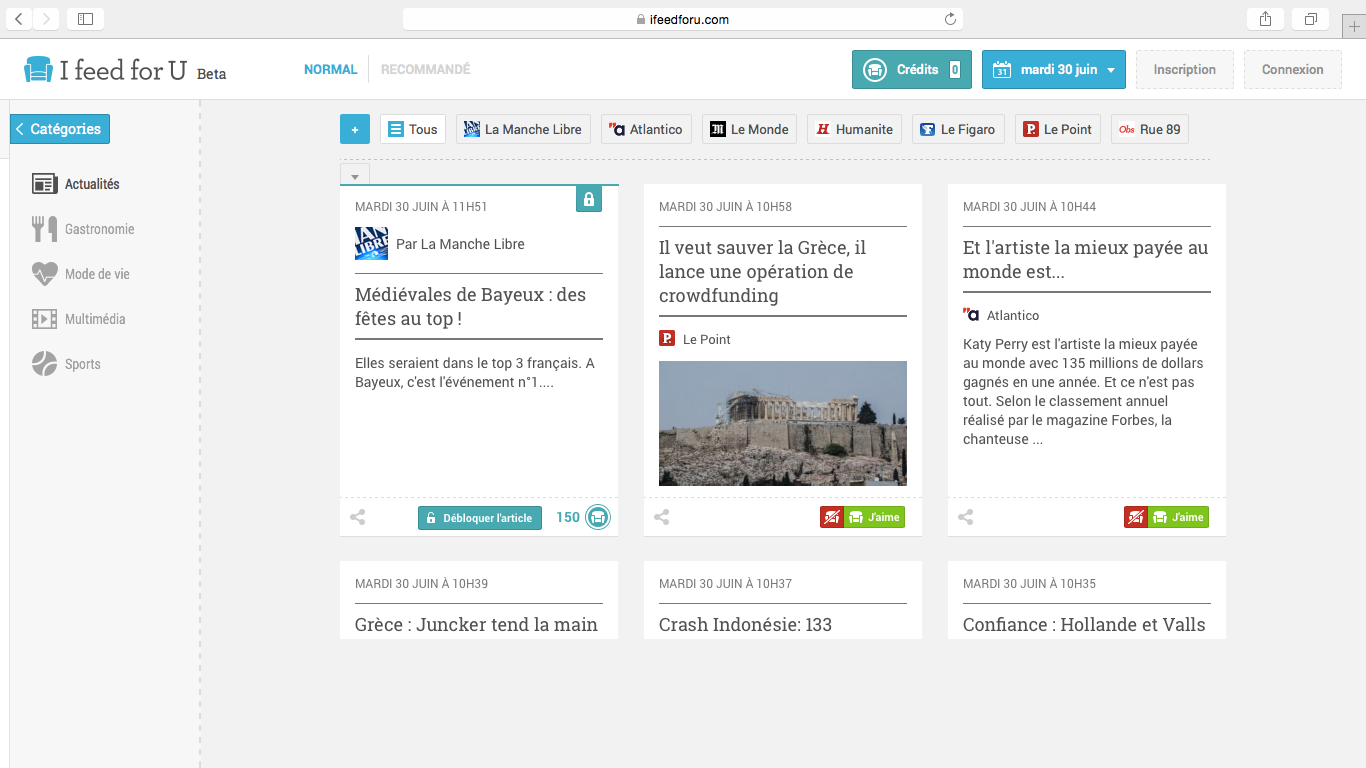 ifeedforu.com
I feed for U Beta
NORMAL
RECOMMANDÉ
Crédits 0
31 mardi 30 juin
Inscription
Connexion
Catégories
Actualités
Gastronomie
Mode de vie
Multimédia
Sports
+
Tous
La Manche Libre
"a Atlantico
M Le Monde
H Humanite
F Le Figaro
P. Le Point
Obs Rue 89
MARDI 30 JUIN À 11H51
LIBRE
Par La Manche Libre
Médiévales de Bayeux : des
fêtes au top !
Elles seraient dans le top 3 français. A
Bayeux, c'est l'événement n°1....
Débloquer l'article
150
MARDI 30 JUIN À 10H58
Il veut sauver la Grèce, il
lance une opération de
crowdfunding
P. Le Point
J'aime
MARDI 30 JUIN À 10H44
Et l'artiste la mieux payée au
monde est...
"a Atlantico
Katy Perry est l'artiste la mieux payée
au monde avec 135 millions de dollars
gagnés en une année. Et ce n'est pas
tout. Selon le classement annuel
réalisé par le magazine Forbes, la
chanteuse ...
J'aime
MARDI 30 JUIN À 10H39
Grèce : Juncker tend la main
MARDI 30 JUIN À 10H37
Crash Indonésie: 133
MARDI 30 JUIN À 10H35
Confiance : Hollande et Valls